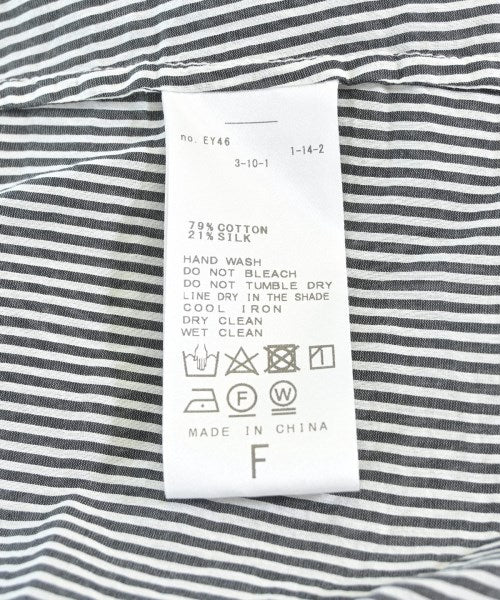 no. EY46
3-10-1 1-14-2
79% COTTON
21% SILK
HAND WASH
DO NOT BLEACH
DO NOT TUMBLE DRY
LINE DRY IN THE SHADE
COOL IRON
DRY CLEAN
WET CLEAN
F W
MADE IN CHINA
F